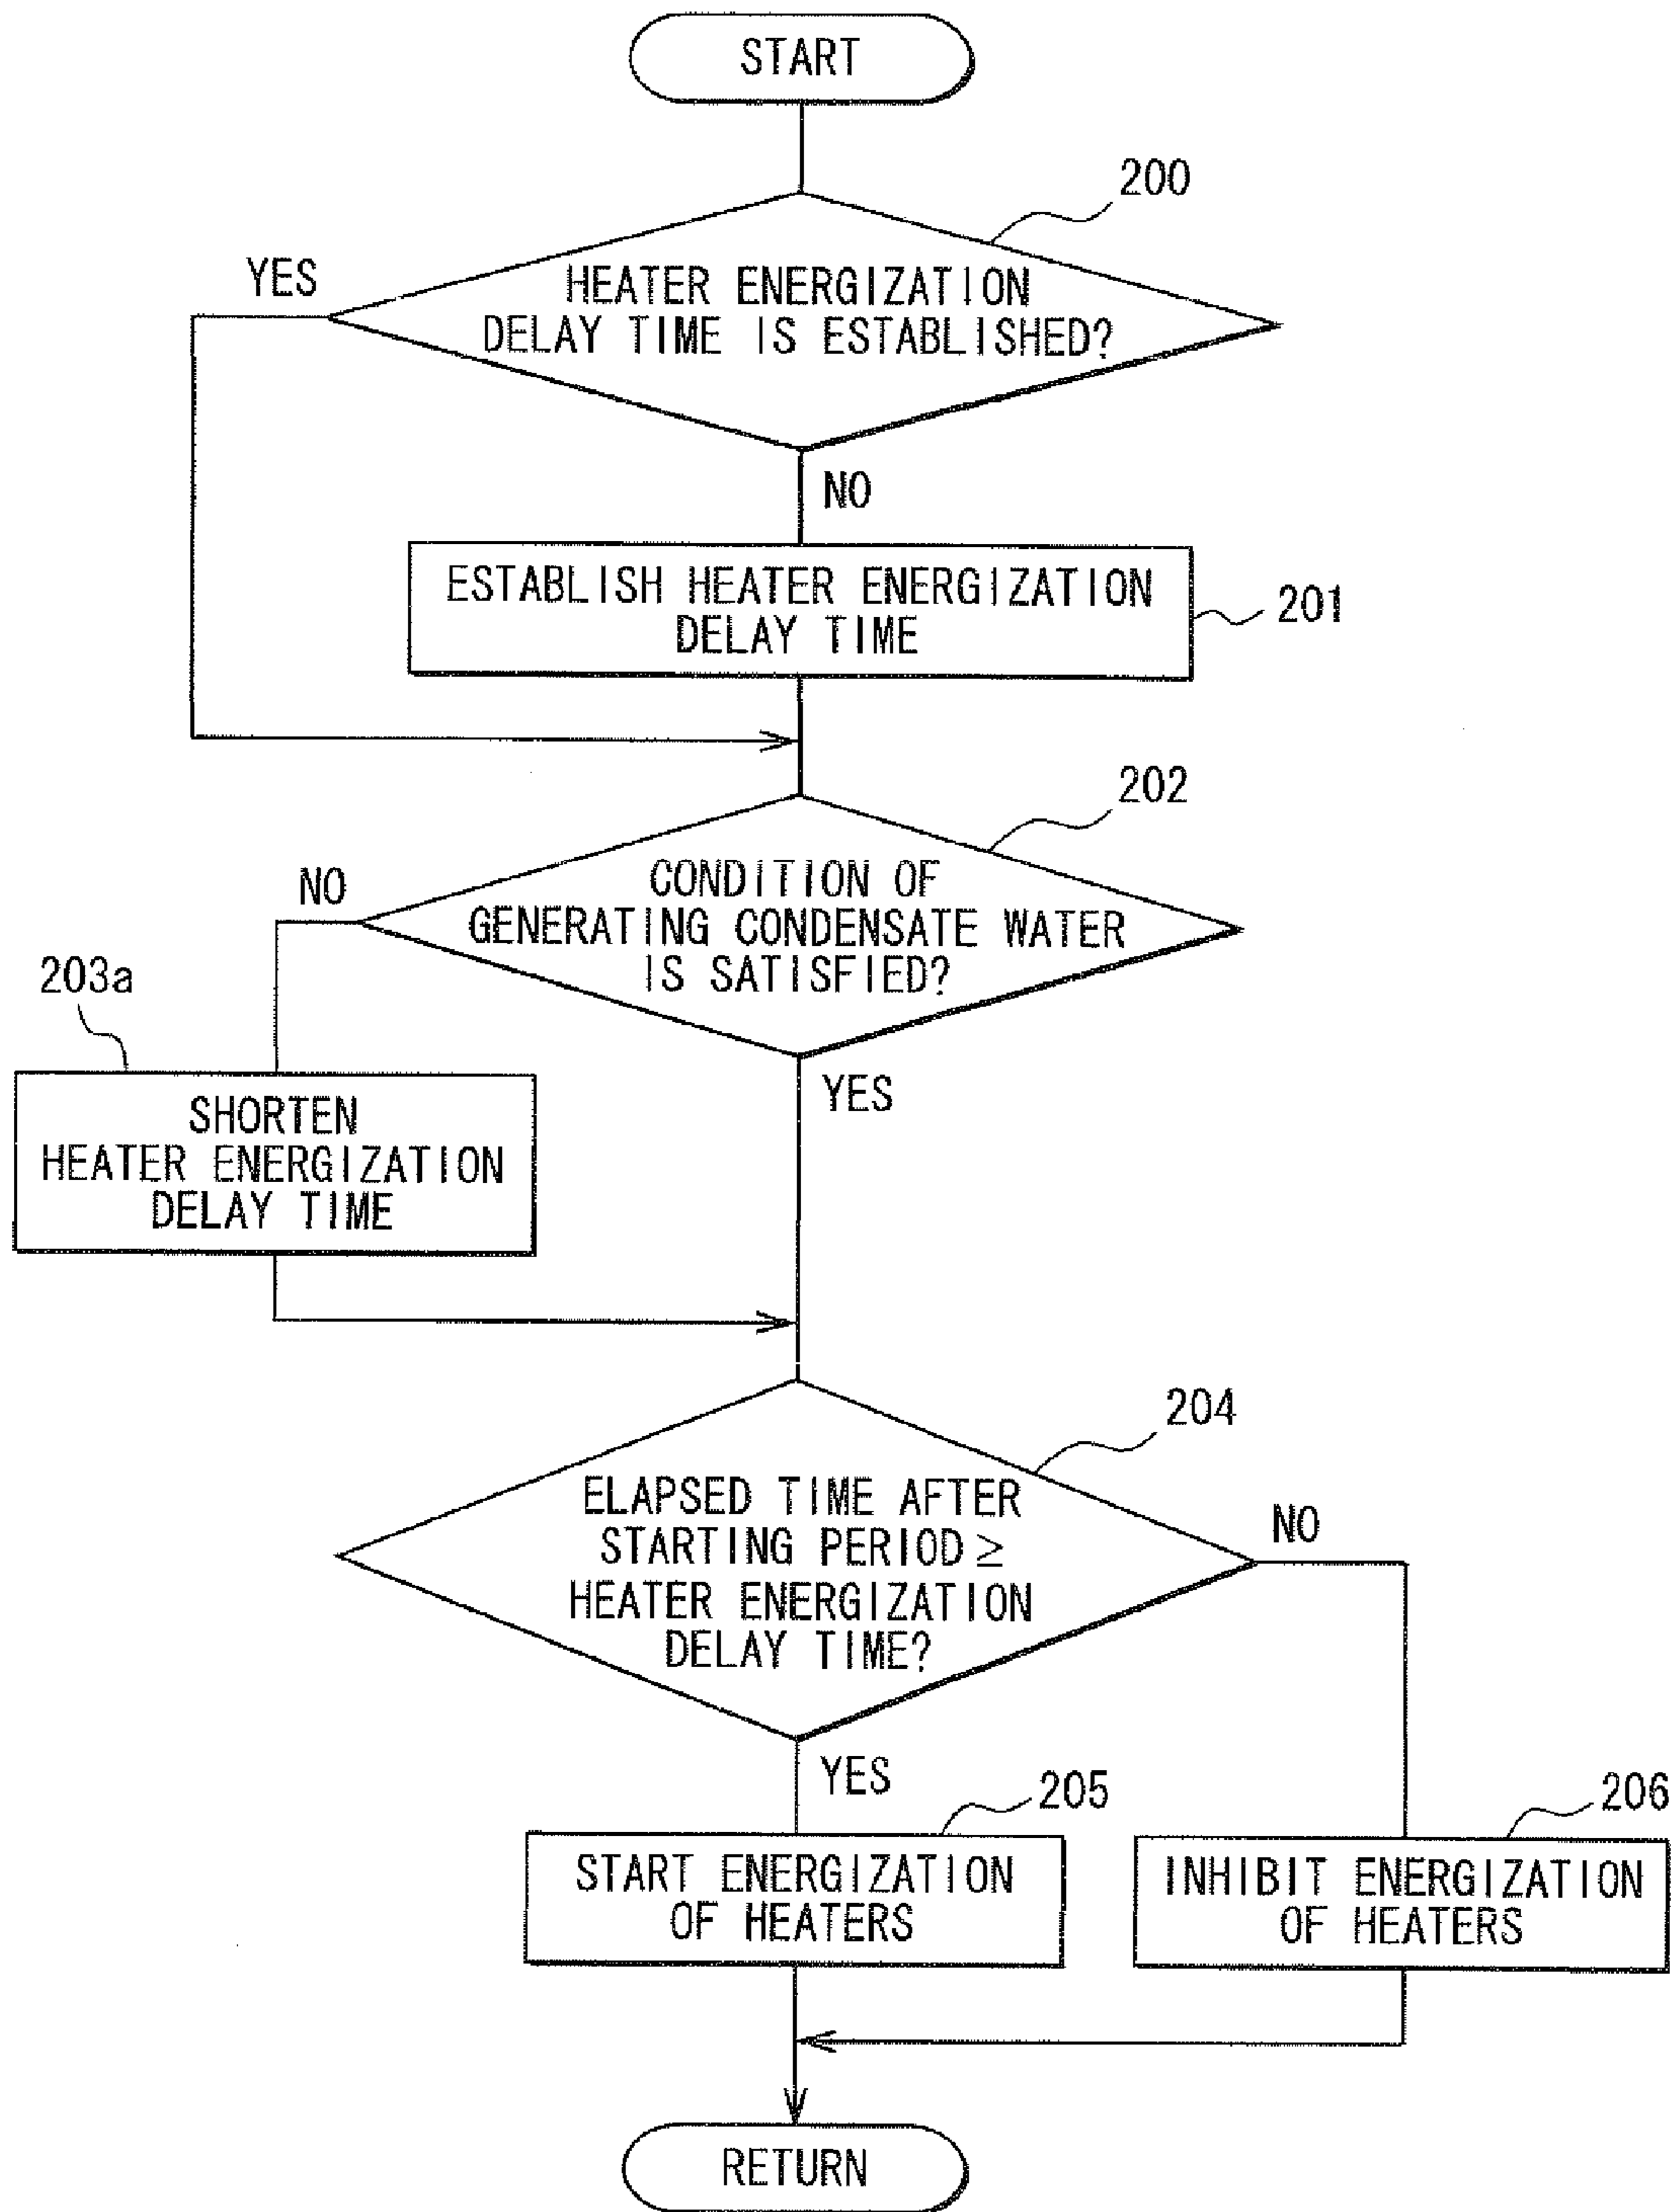 START
200
YES
HEATER ENERGIZATION
DELAY TIME IS ESTABLISHED?
NO
ESTABLISH HEATER ENERGIZATION
DELAY TIME
201
202
NO
CONDITION OF
GENERATING CONDENSATE WATER
IS SATISFIED?
203a
YES
SHORTEN
HEATER ENERGIZATION
DELAY TIME
204
ELAPSED TIME AFTER
STARTING PERIOD ≥
HEATER ENERGIZATION
DELAY TIME?
NO
YES
205
206
START ENERGIZATION
OF HEATERS
INHIBIT ENERGIZATION
OF HEATERS
RETURN